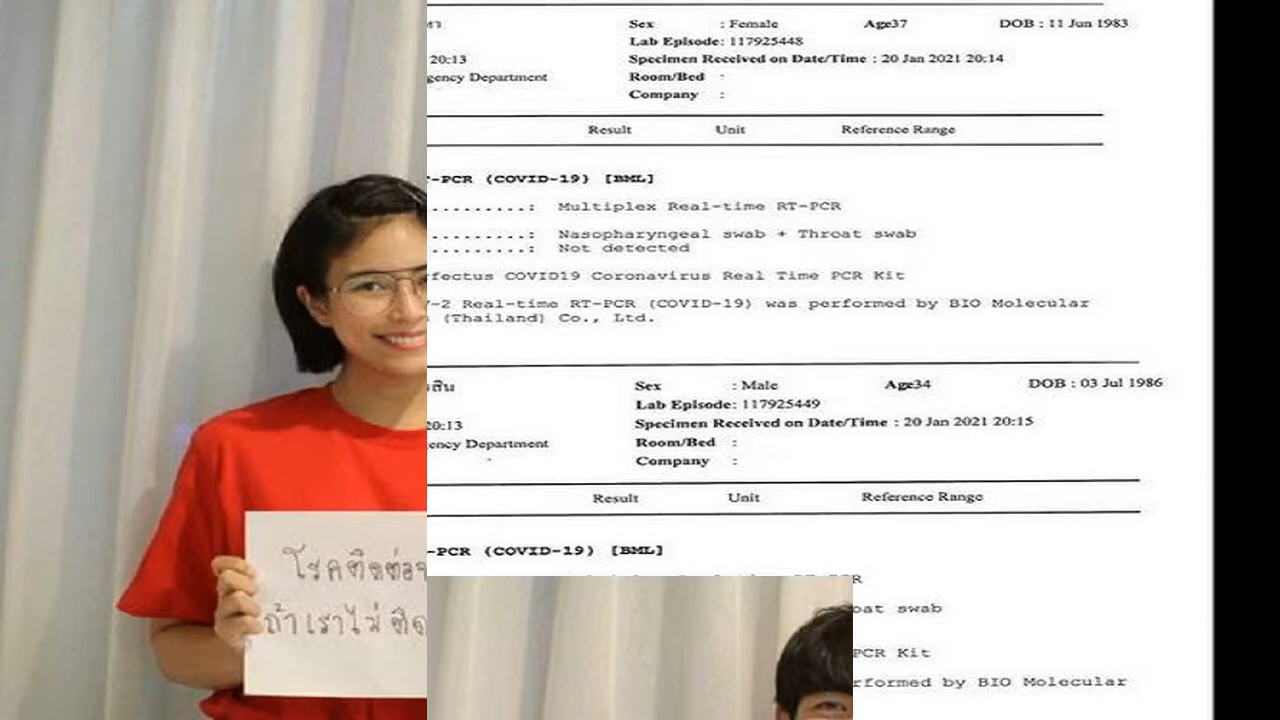 Sex : Female Age37 DOB : 11 Jun 1983
Lab Episode: 117925448
20:13 Specimen Received on Date/Time : 20 Jan 2021 20:14
gency Department Room/Bed :
Company :
Result Unit Reference Range
-PCR (COVID-19) [BML]
.........: Multiplex Real-time RT-PCR
.........: Nasopharyngeal swab + Throat swab
.........: Not detected
fectus COVID19 Coronavirus Real Time PCR Kit
-2 Real-time RT-PCR (COVID-19) was performed by BIO Molecular
(Thailand) Co., Ltd.
สิน Sex : Male Age34 DOB : 03 Jul 1986
Lab Episode: 117925449
20:13 Specimen Received on Date/Time : 20 Jan 2021 20:15
ency Department Room/Bed :
Company :
Result Unit Reference Range
-PCR (COVID-19) [BML]
swab
PCR Kit
rformed by BIO Molecular
โรคติดต่อ
ถ้าเราไม่ ติด